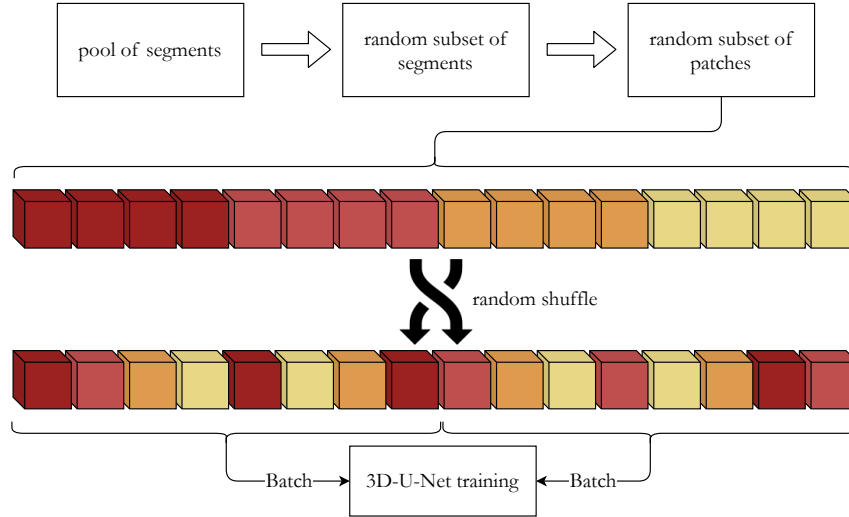 pool of segments
random subset of
segments
random subset of
patches
random shuffle
Batch
3D-U-Net training
Batch